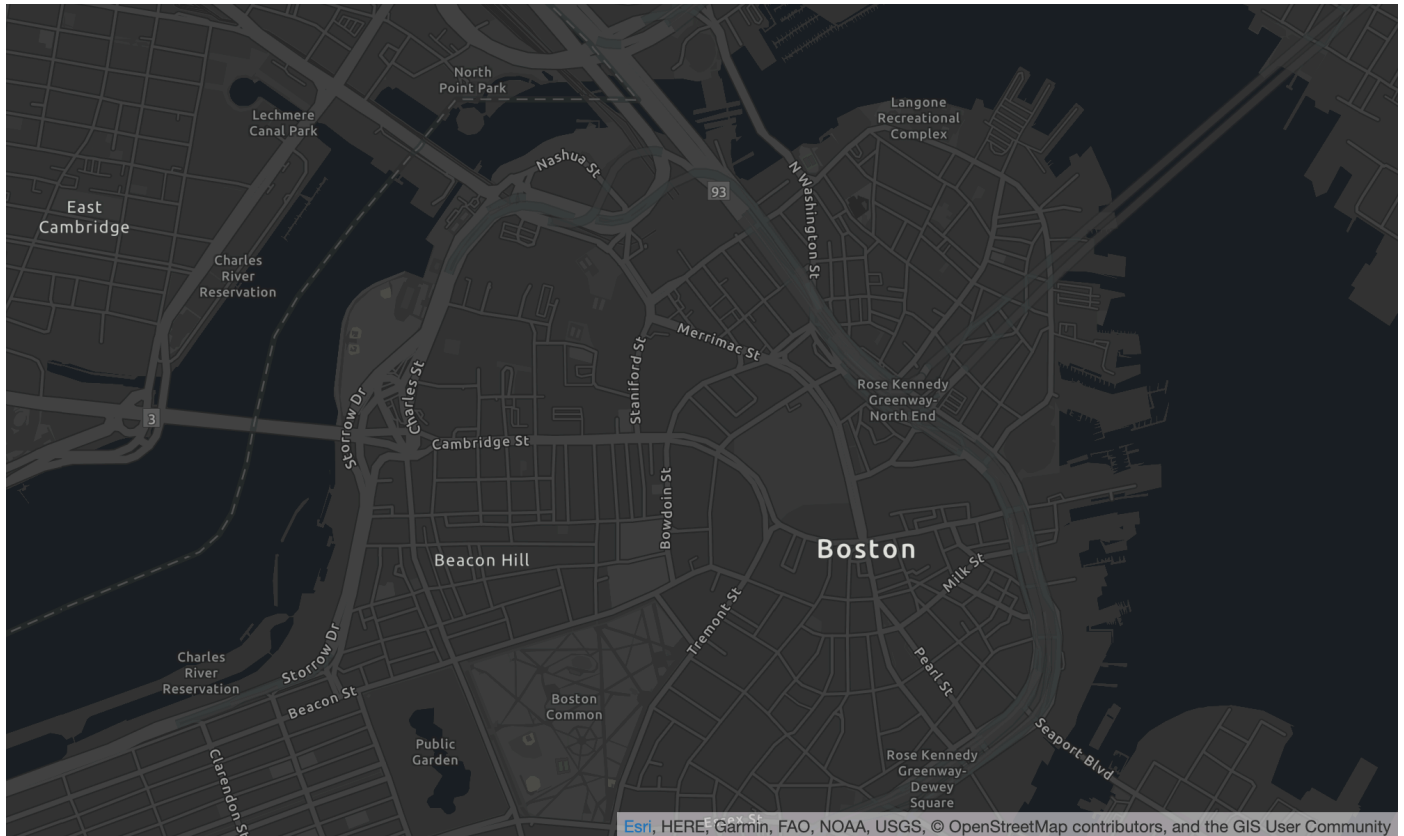 North
Point Park
Langone
Recreational
Complex
Lechmere
Canal Park
Nashua St
93
N Washington St
East
Cambridge
Charles
River
Reservation
Merrimac St
Staniford St
Charles St
Storrow Dr
Rose Kennedy
Greenway-
North End
3
Cambridge St
Bowdoin St
Boston
Beacon Hill
Milk St
Tremont St
Pearl St
Charles
River
Reservation
Storrow Dr
Beacon St
Boston
Common
Public
Garden
Clarendon St
Seaport Blvd
Rose Kennedy
Greenway-
Dewey
Square
Essex St
Esri, HERE, Garmin, FAO, NOAA, USGS, © OpenStreetMap contributors, and the GIS User Community